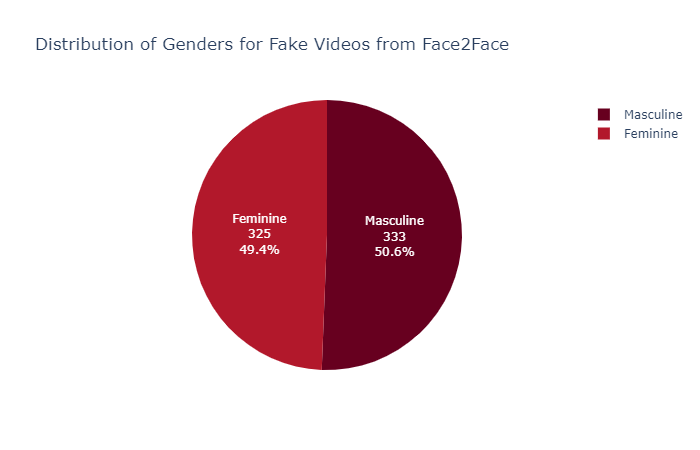 Distribution of Genders for Fake Videos from Face2Face
Masculine
Feminine
Feminine
325
49.4%
Masculine
333
50.6%